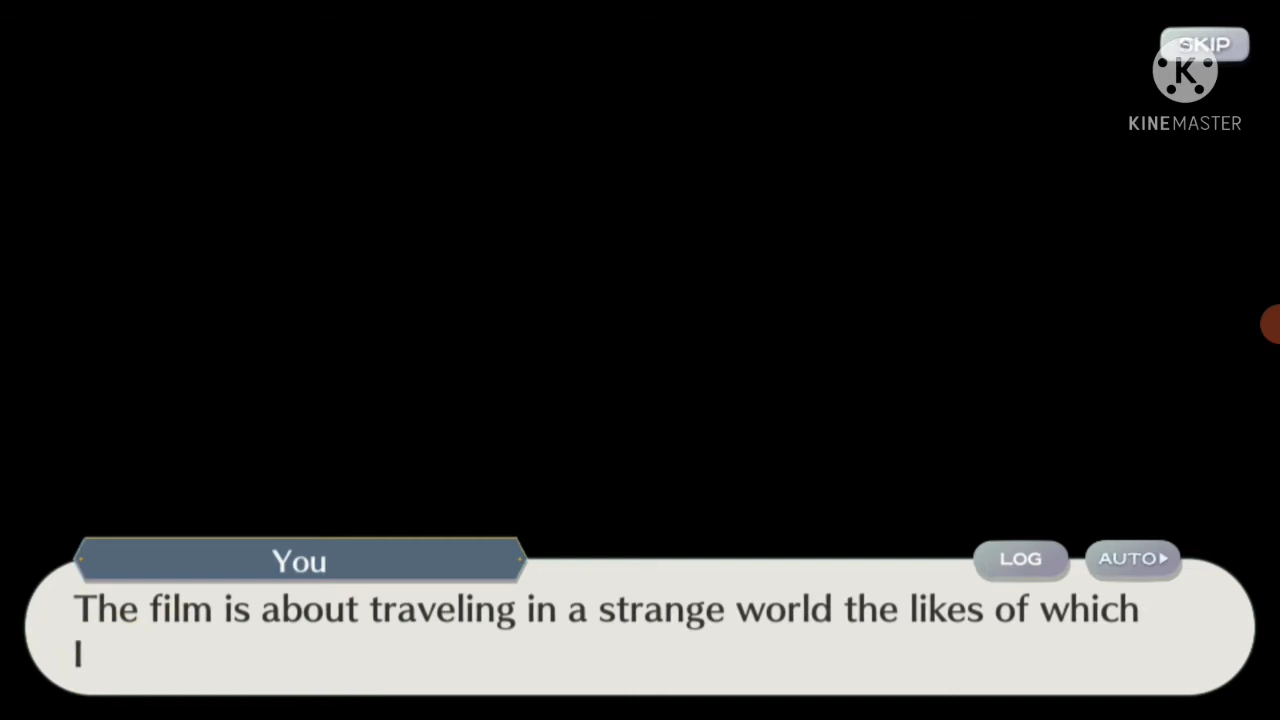 SKIP
K
KINEMASTER
You
LOG
AUTO
The film is about traveling in a strange world the likes of which
I